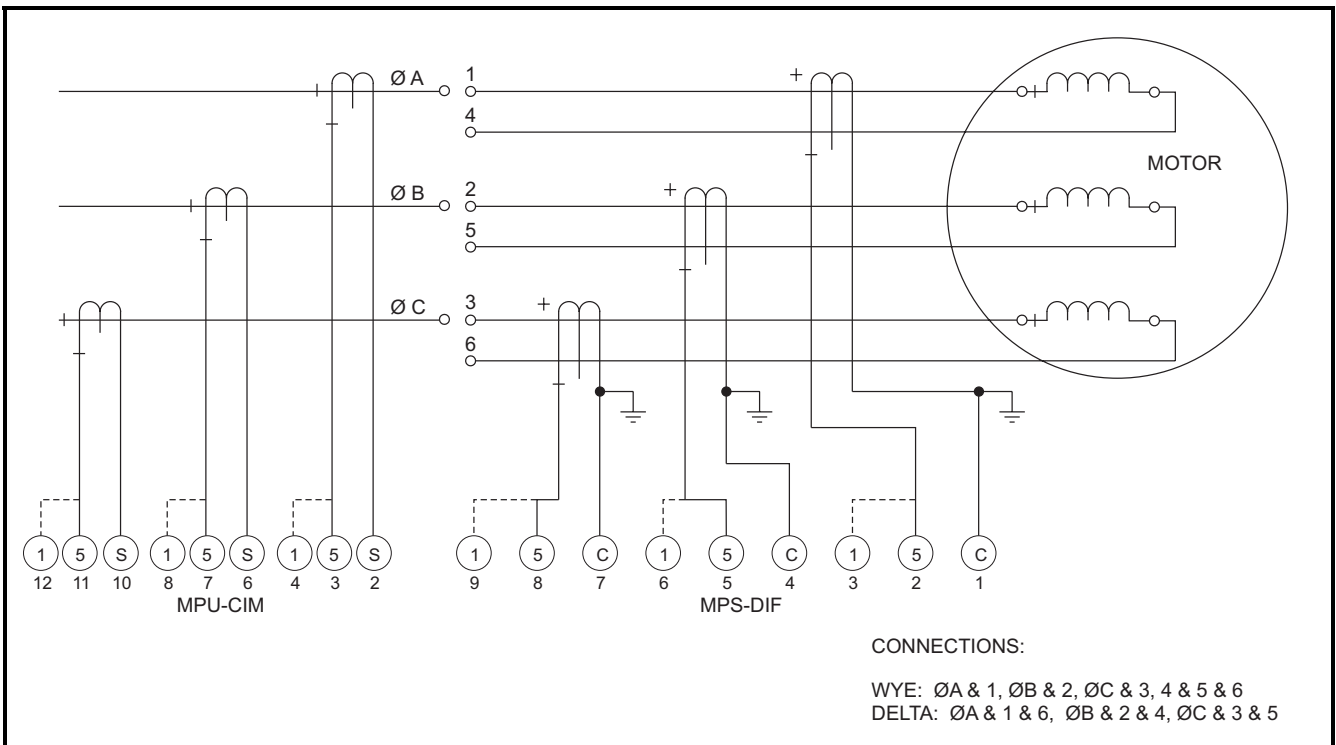 Ø A 1 +
4
MOTOR
Ø B + 2
5
Ø C + 3
6
1 5 S 1 5 S 1 5 S 1 5 C 1 5 C 1 5 C
12 11 10 8 7 6 4 3 2 9 8 7 6 5 4 3 2 1
MPU-CIM MPS-DIF
CONNECTIONS:
WYE: ØA & 1, ØB & 2, ØC & 3, 4 & 5 & 6
DELTA: ØA & 1 & 6, ØB & 2 & 4, ØC & 3 & 5